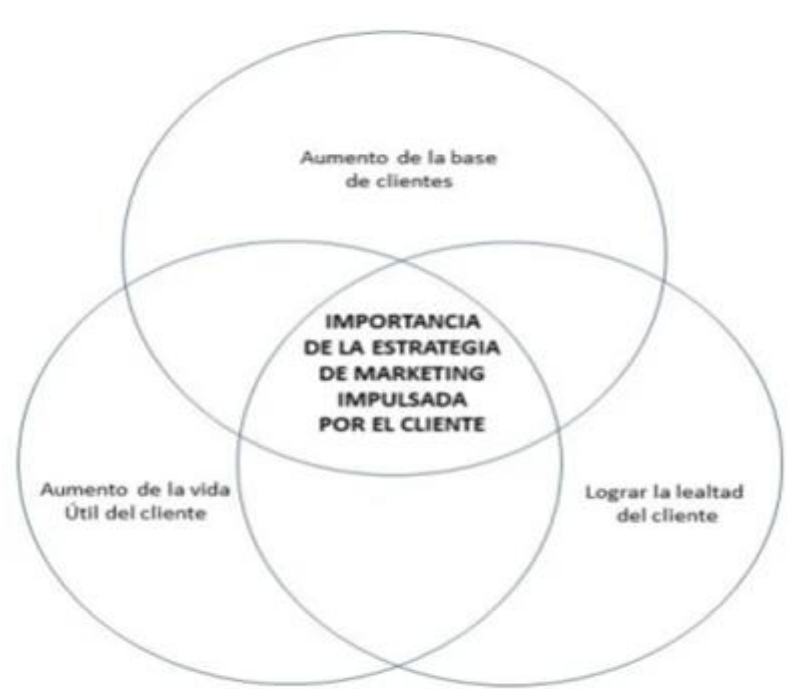 Aumento de la base
de clientes
IMPORTANCIA
DE LA ESTRATEGIA
DE MARKETING
IMPULSADA
POR EL CLIENTE
Aumento de la vida
Útil del cliente
Lograr la lealtad
del cliente